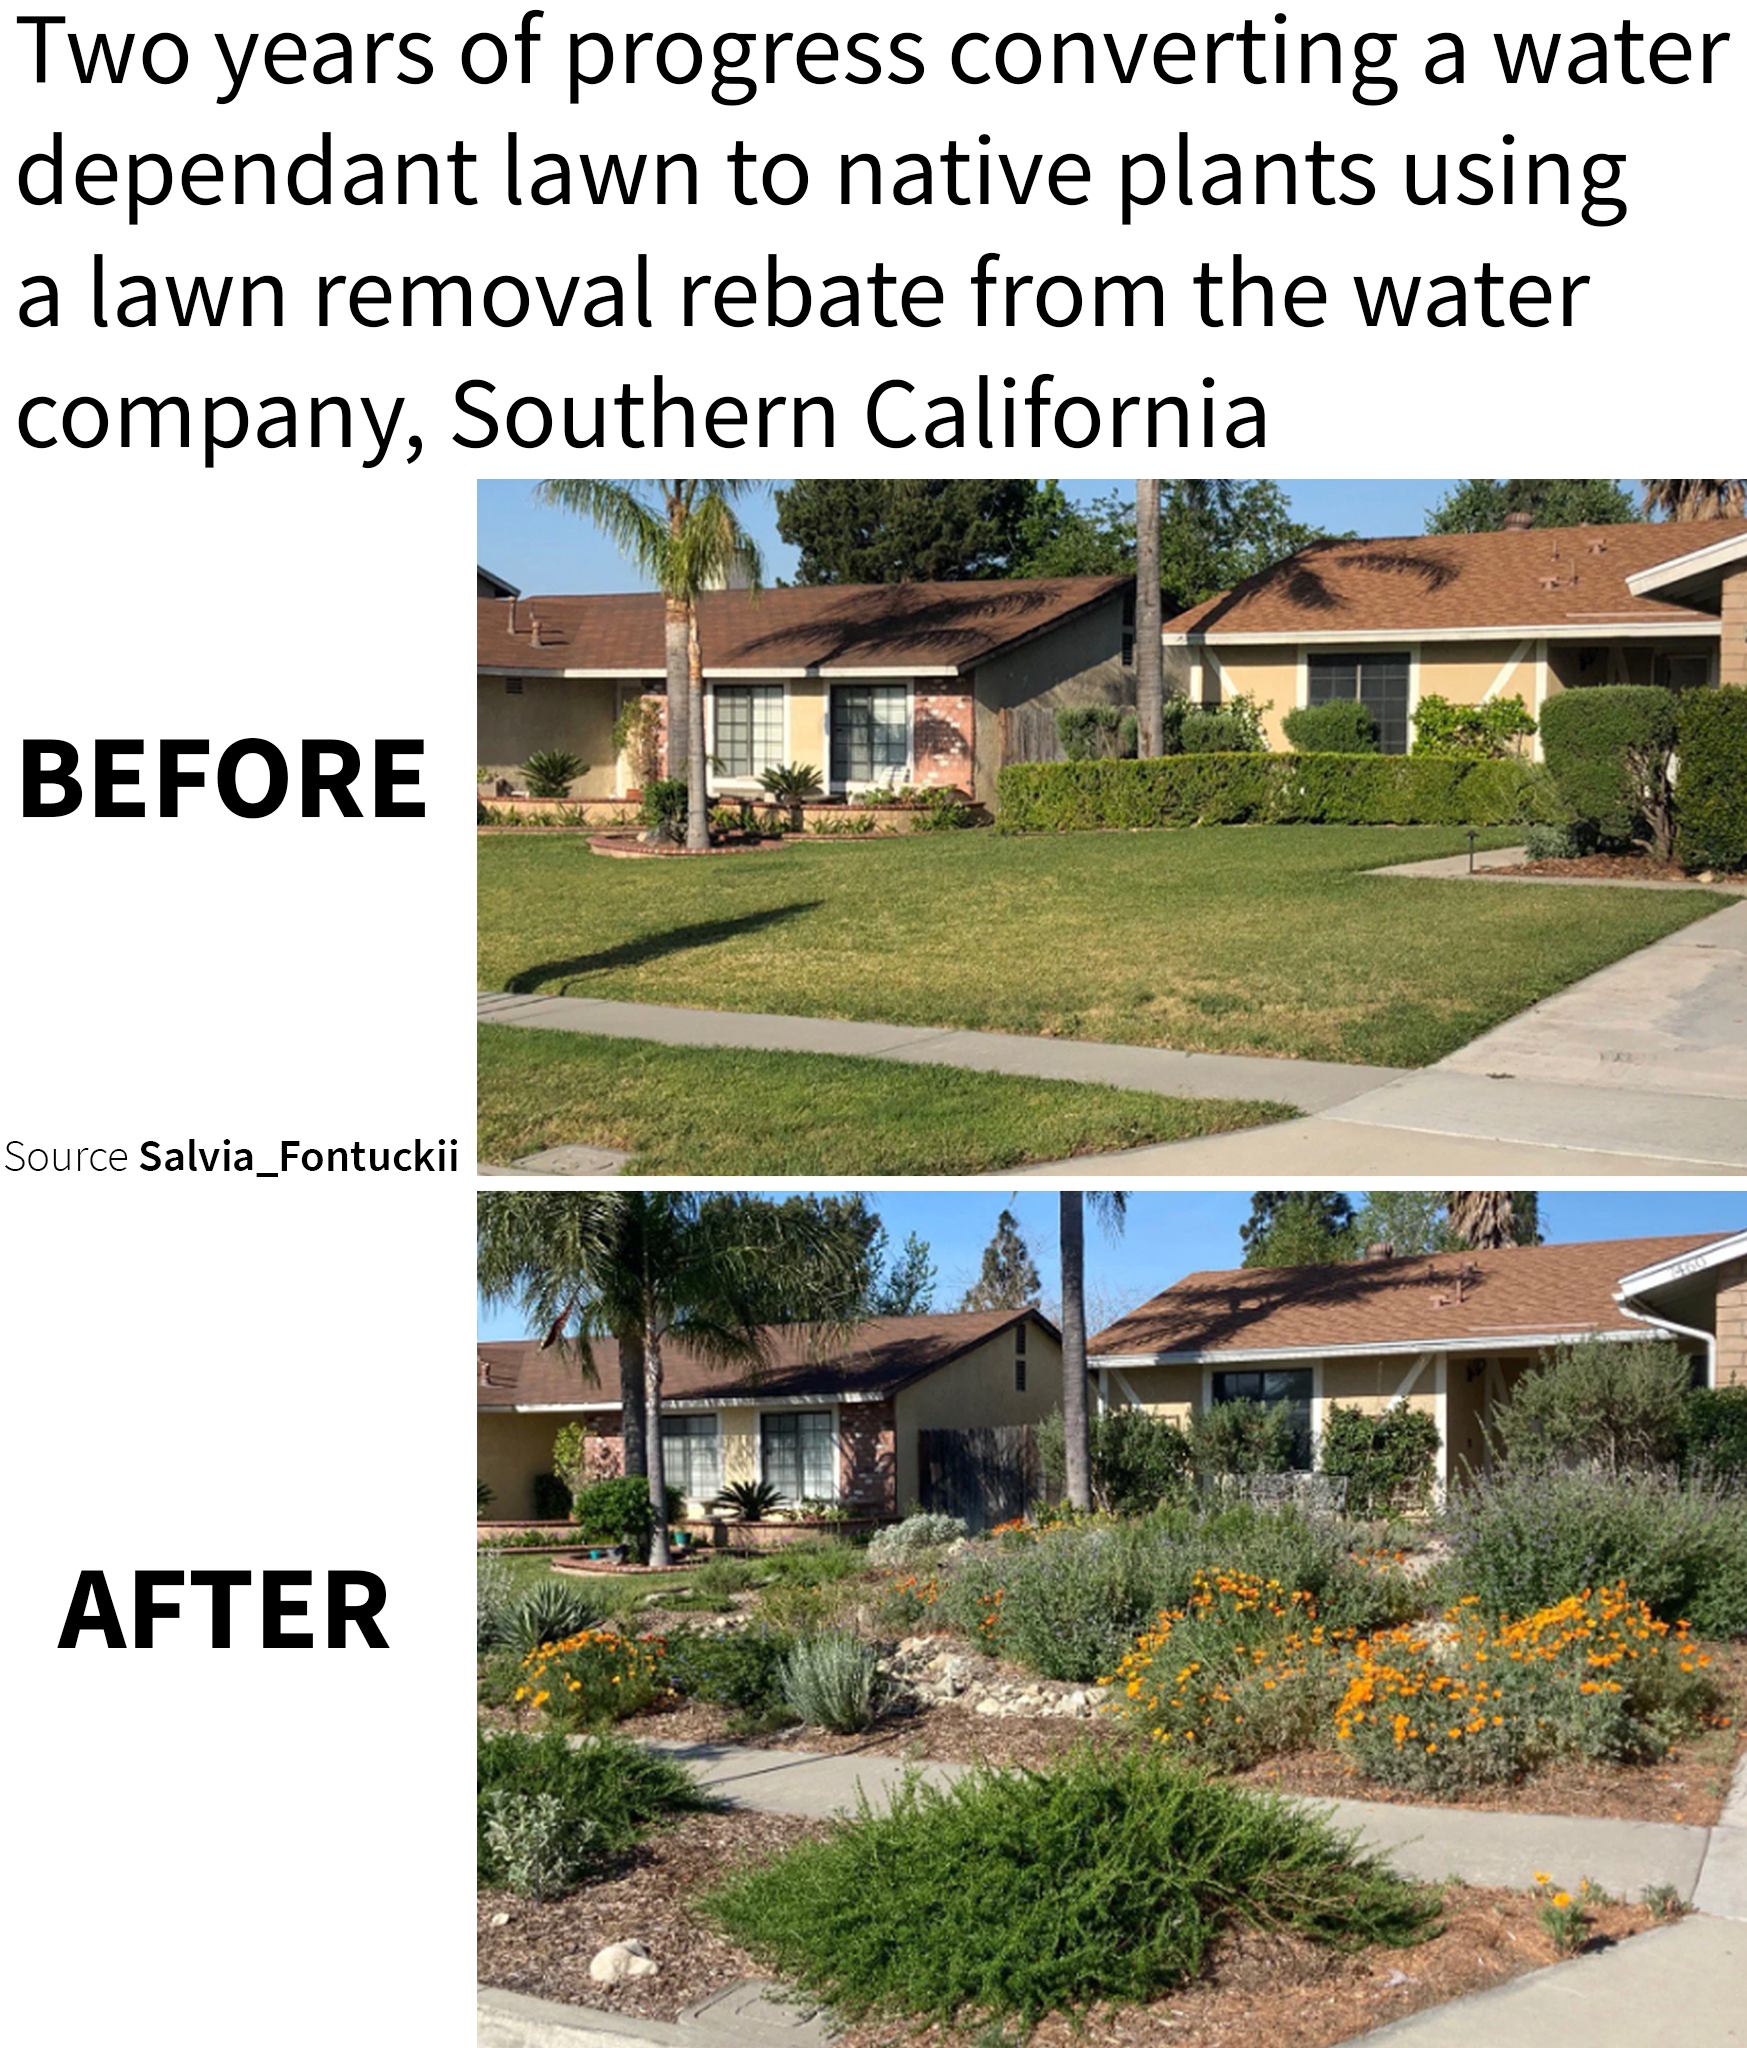 Two years of progress converting a water
dependant lawn to native plants using
a lawn removal rebate from the water
company, Southern California
BEFORE
Source Salvia_Fontuckii
AFTER